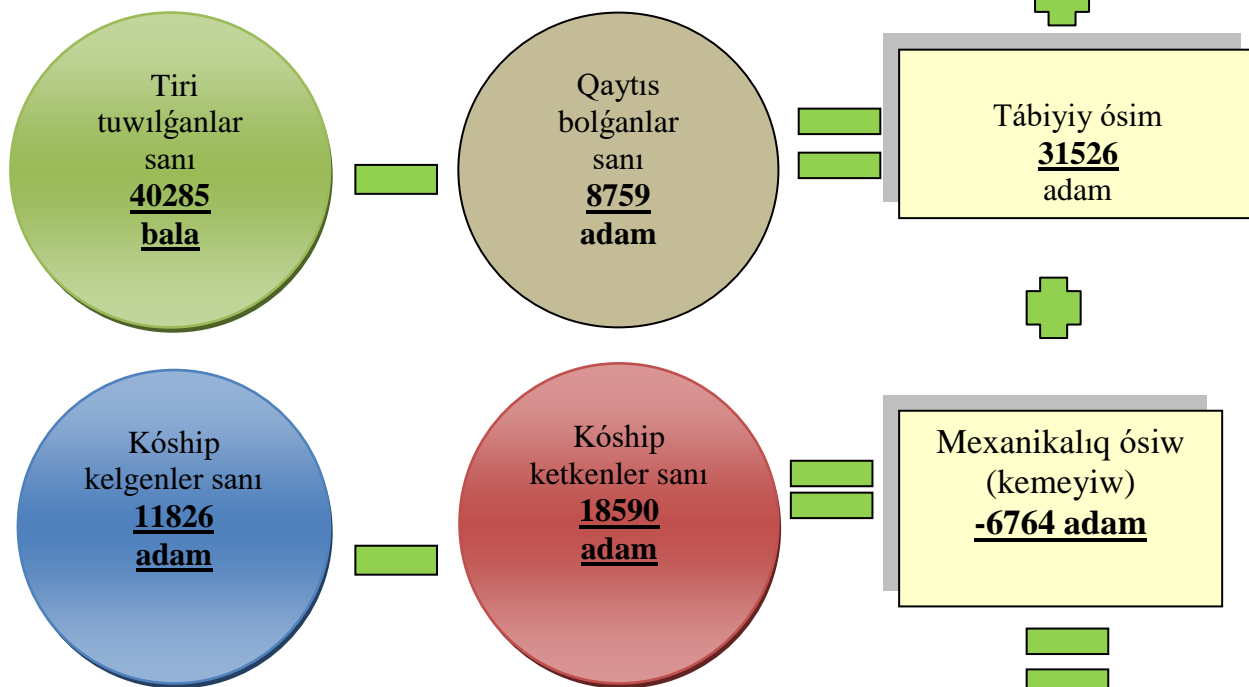 Tiri
tuwılǵanlar
sanı
40285
bala
Qaytıs
bolǵanlar
sanı
8759
adam
Tábiyiy ósim
31526
adam
Kóship
kelgenler sanı
11826
adam
Kóship
ketkenler sanı
18590
adam
Mexanikalıq ósiw
(kemeyiw)
-6764 adam